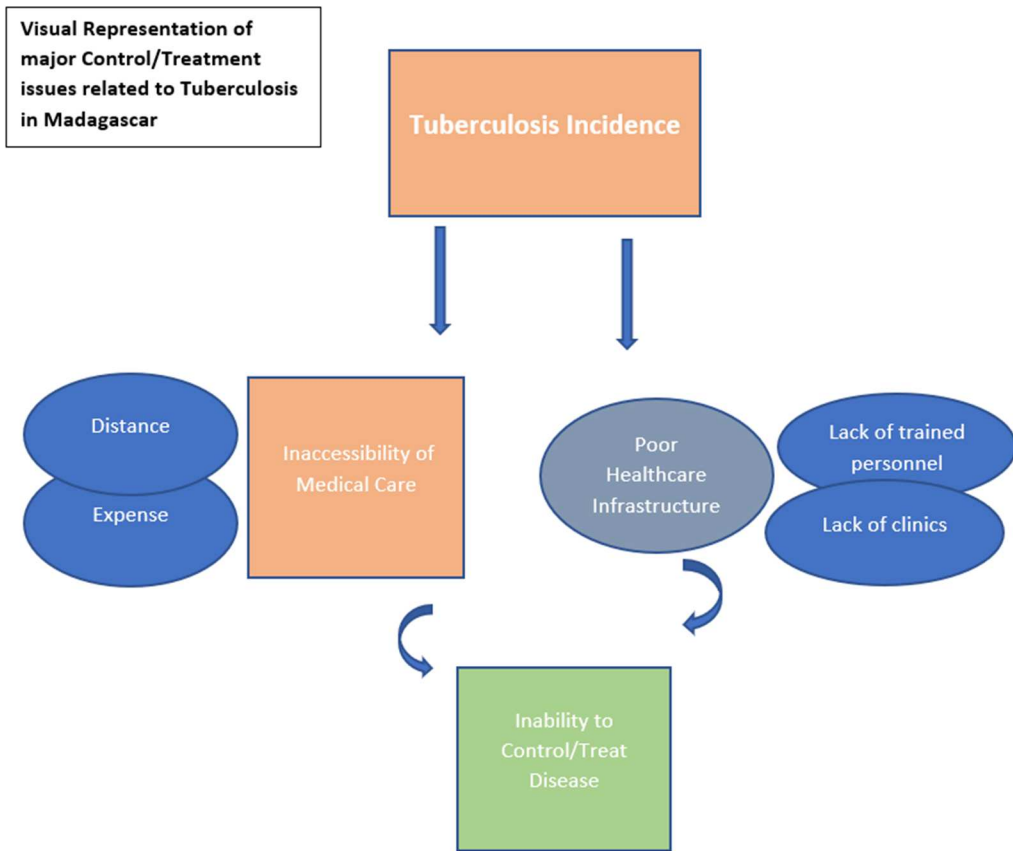 Visual Representation of
major Control/Treatment
issues related to Tuberculosis
in Madagascar
Tuberculosis Incidence
Distance
Expense
Inaccessibility of
Medical Care
Poor
Healthcare
Infrastructure
Lack of trained
personnel
Lack of clinics
Inability to
Control/Treat
Disease